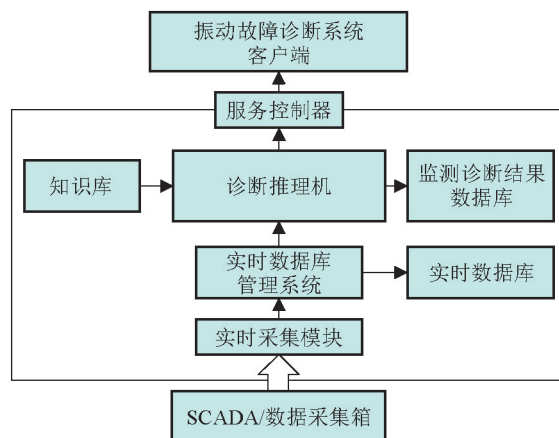 振动故障诊断系统
客户端
服务控制器
知识库
诊断推理机
监测诊断结果
数据库
实时数据库
管理系统
实时数据库
实时采集模块
SCADA/数据采集箱